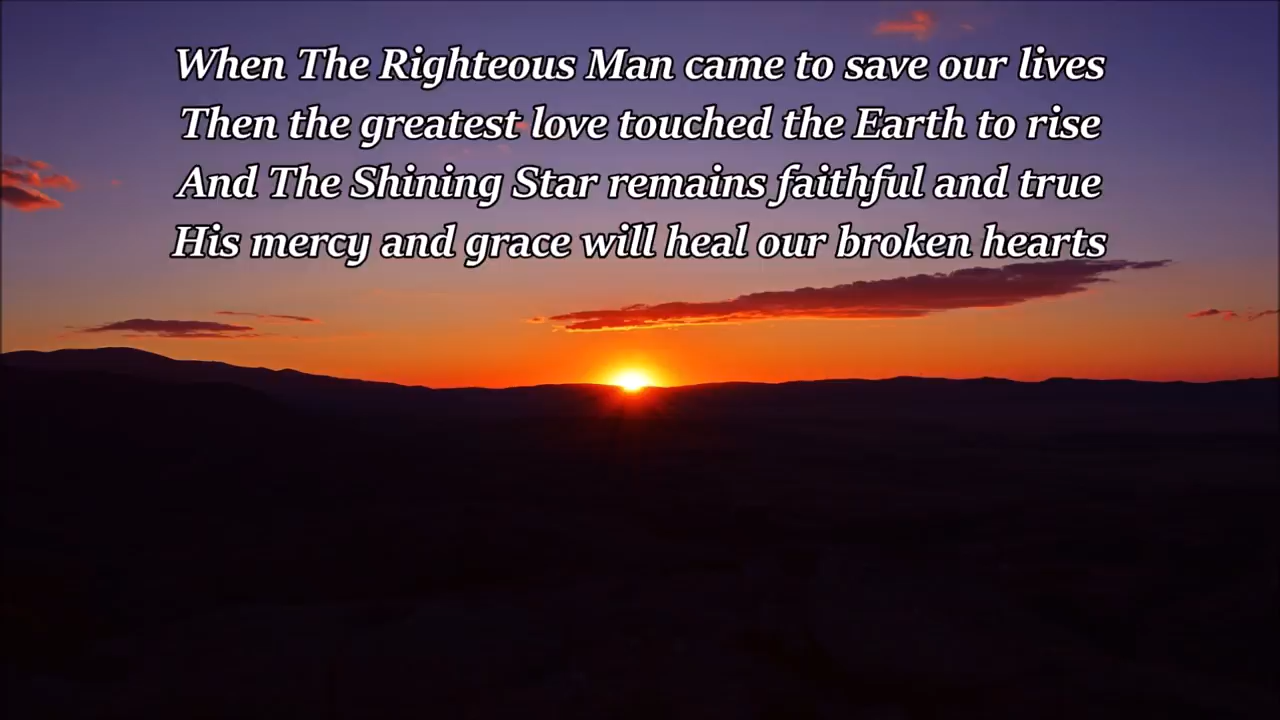 When The Righteous Man came to save our lives
Then the greatest love touched the Earth to rise
And The Shining Star remains faithful and true
His mercy and grace will heal our broken hearts